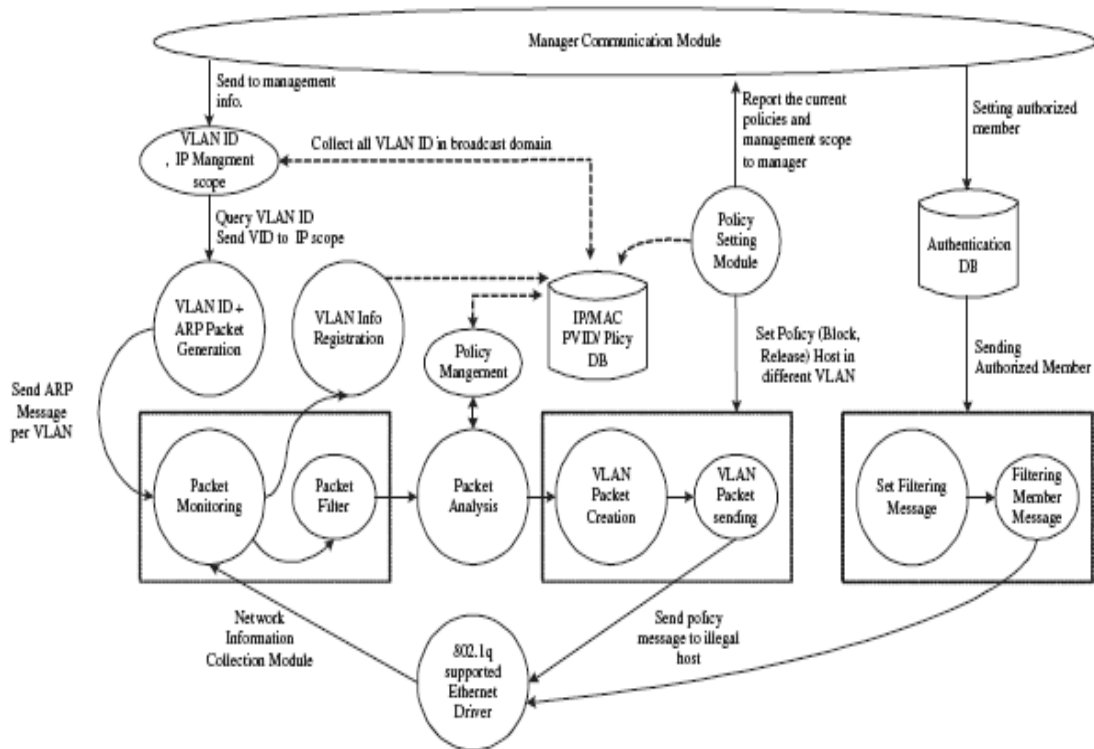 Manager Communication Module
Send to management
info.
Report the current
policies and
management scope
to manager
Setting authorized
member
VLAN ID
, IP Mangment
scope
Collect all VLAN ID in broadcast domain
Query VLAN ID
Send VID to IP scope
Policy
Setting
Module
Authentication
DB
VLAN ID +
ARP Packet
Generation
VLAN Info
Registration
IP/MAC
PVID/ Plicy
DB
Policy
Mangement
Set Policy (Block,
Release) Host in
different VLAN
Sending
Authorized Member
Send ARP
Message
per VLAN
Packet
Monitoring
Packet
Filter
Packet
Analysis
VLAN
Packet
Creation
VLAN
Packet
sending
Set Filtering
Message
Filtering
Member
Message
Network
Information
Collection Module
802.1q
supported
Ethernet
Driver
Send policy
message to illegal
host